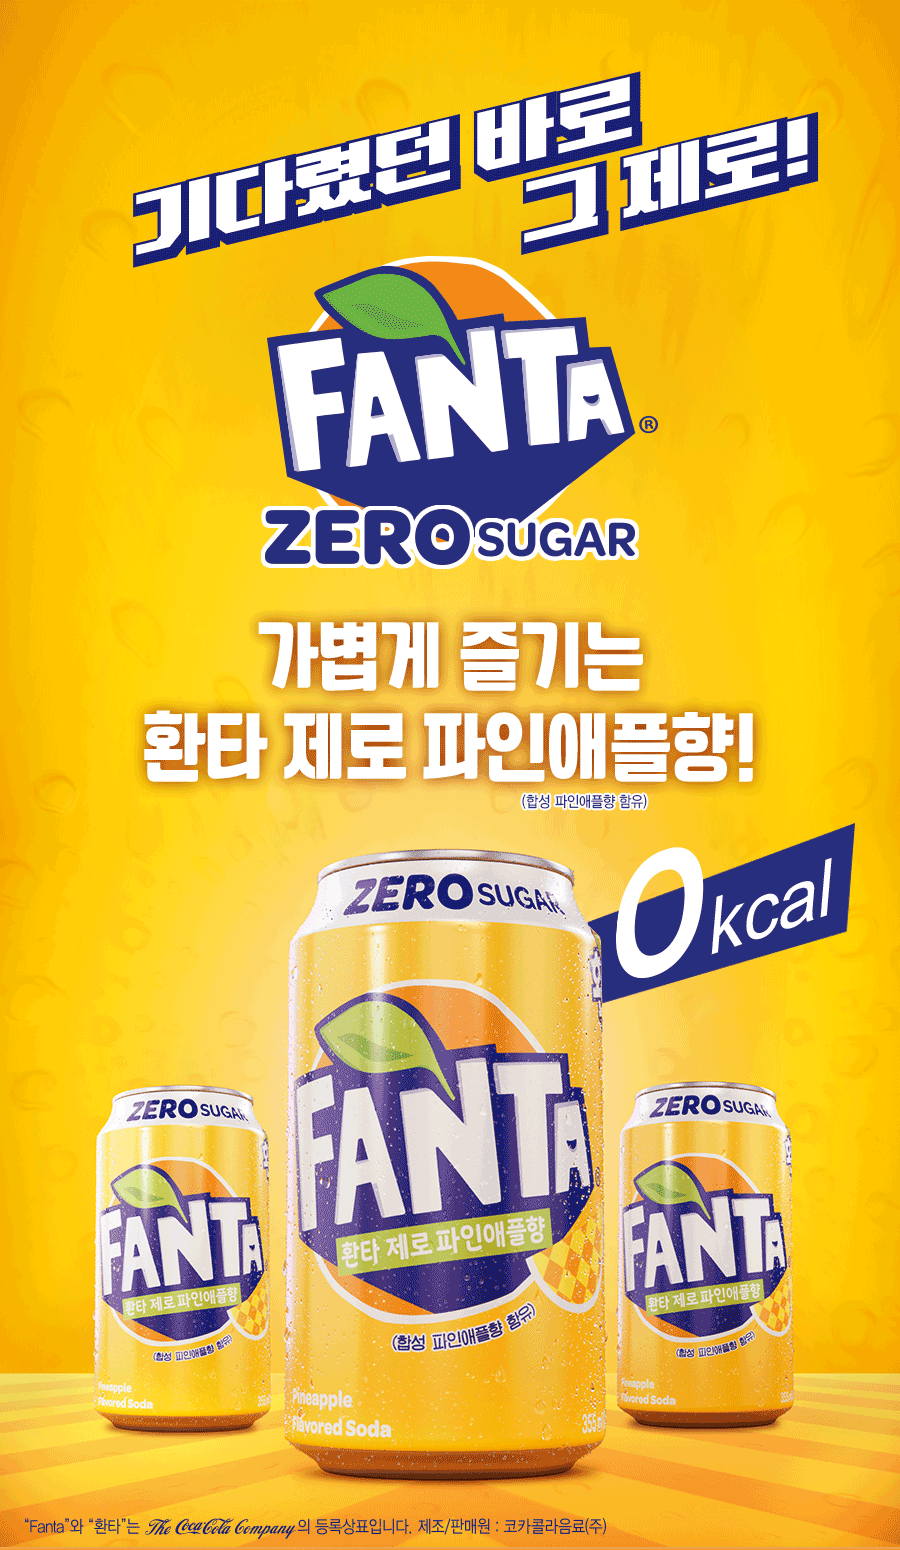 기다렸던 바로
그 제로!
FANTA®
ZERO SUGAR
가볍게 즐기는
환타 제로 파인애플향!
(합성 파인애플향 함유)
0kcal
ZERO SUGAR
FANTA
환타 제로 파인애플향
(합성 파인애플향 함유)
Pineapple
Flavored Soda
ZERO SUGAR
FANTA
환타 제로 파인애플향
(합성 파인애플향 함유)
Pineapple
Flavored Soda
355
ZERO SUGAR
FANTA
환타 제로 파인애플향
(합성 파인애플향 함유)
Pineapple
Flavored Soda
"Fanta"와 "환타"는 The Coca-Cola Company의 등록상표입니다. 제조/판매원 : 코카콜라음료(주)